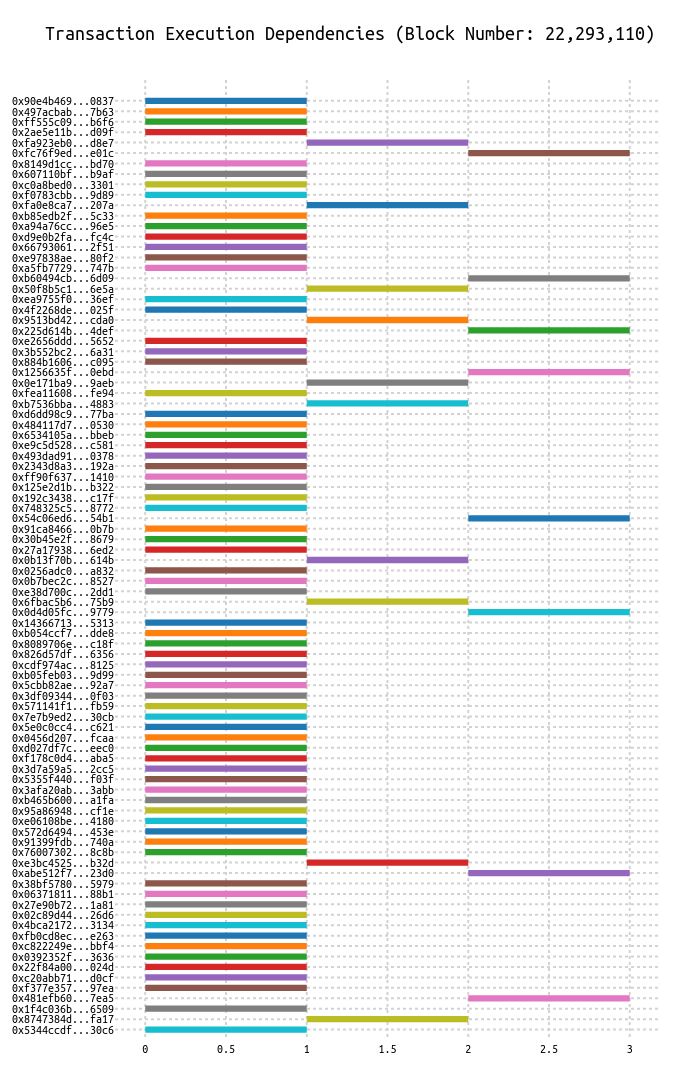 Transaction Execution Dependencies (Block Number: 22,293,110)
0x90e4b469...0837
0x497acbab...7b63
0xff555c09...b6f6
0x2ae5e11b...d09f
0xfa923eb0...d8e7
0xfc76f9ed...e01c
0x8149d1cc...bd70
0x607110bf...b9af
0xc0a8bed0...3301
0xf0783cbb...9d89
0xfa0e8ca7...207a
0xb85edb2f...5c33
0xa94a76cc...96e5
0xd9e0b2fa...fc4c
0x66793061...2f51
0xe97838ae...80f2
0xa5fb7729...747b
0xb60494cb...6d09
0x50f8b5c1...6e5a
0xea9755f0...36ef
0x4f2268de...025f
0x9513bd42...cda0
0x225d614b...4def
0xe2656ddd...5652
0x3b552bc2...6a31
0x884b1606...c095
0x1256635f...0ebd
0x0e171ba9...9aeb
0xfea11608...fe94
0xb7536bba...4883
0xd6dd98c9...77ba
0x484117d7...0530
0x6534105a...bbeb
0xe9c5d528...c581
0x493dad91...0378
0x2343d8a3...192a
0xff90f637...1410
0x125e2d1b...b322
0x192c3438...c17f
0x748325c5...8772
0x54c06ed6...54b1
0x91ca8466...0b7b
0x30b45e2f...8679
0x27a17938...6ed2
0x0b13f70b...614b
0x0256adc0...a832
0x0b7bec2c...8527
0xe38d700c...2dd1
0x6fbac5b6...75b9
0x0d4d05fc...9779
0x14366713...5313
0xb054ccf7...dde8
0x8089706e...c18f
0x826d57df...6356
0xcdf974ac...8125
0xb05feb03...9d99
0x5cbb82ae...92a7
0x3df09344...0f03
0x571141f1...fb59
0x7e7b9ed2...30cb
0x5e0c0cc4...c621
0x0456d207...fcaa
0xd027df7c...eec0
0xf178c0d4...aba5
0x3d7a59a5...2cc5
0x5355f440...f03f
0x3afa20ab...3abb
0xb465b600...a1fa
0x95a86948...cf1e
0xe06108be...4180
0x572d6494...453e
0x91399fdb...740a
0x76007302...8c8b
0xe3bc4525...b32d
0xabe512f7...23d0
0x38bf5780...5979
0x06371811...88b1
0x27e90b72...1a81
0x02c89d44...26d6
0x4bca2172...3134
0xfb0cd8ec...e263
0xc822249e...bbf4
0x0392352f...3636
0x22f84a00...024d
0xc20abb71...d0cf
0xf377e357...97ea
0x481efb60...7ea5
0x1f4c036b...6509
0x8747384d...fa17
0x5344ccdf...30c6
0 0.5 1 1.5 2 2.5 3